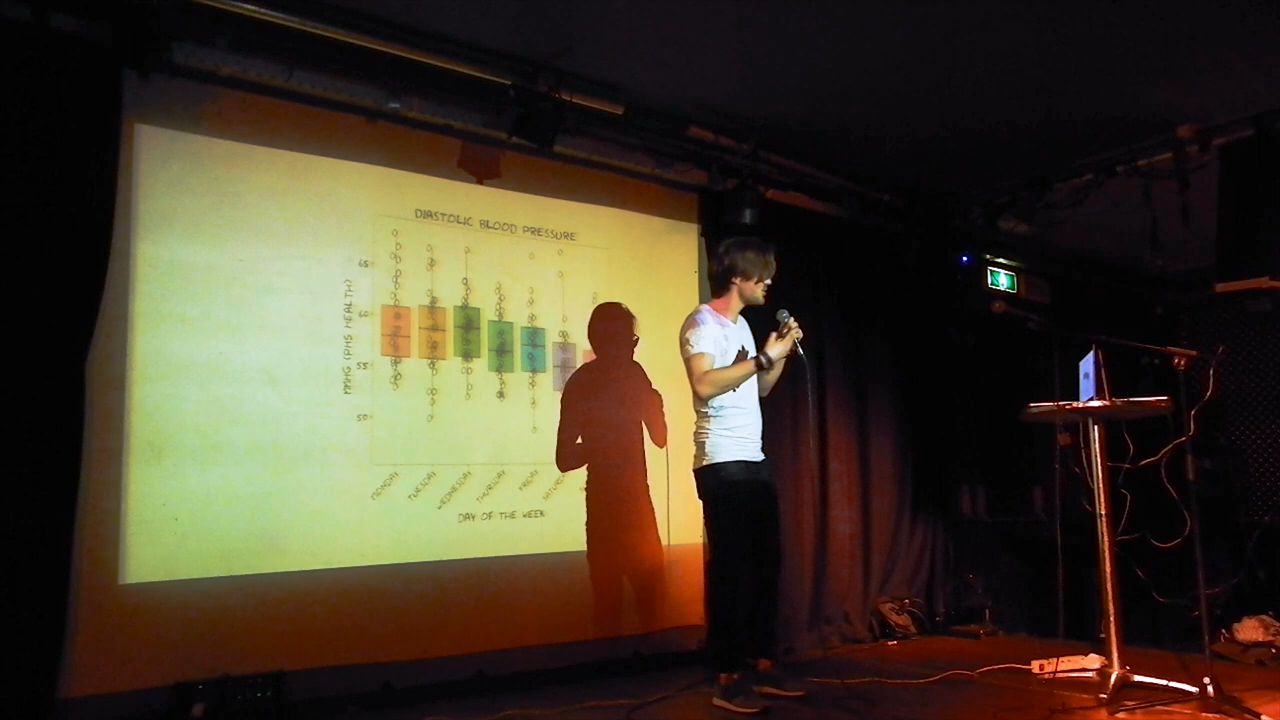 DIASTOLIC BLOOD PRESSURE
65
60
55
50
MMHG (PHS HEALTH)
MONDAY
TUESDAY
WEDNESDAY
THURSDAY
FRIDAY
DAY OF THE WEEK